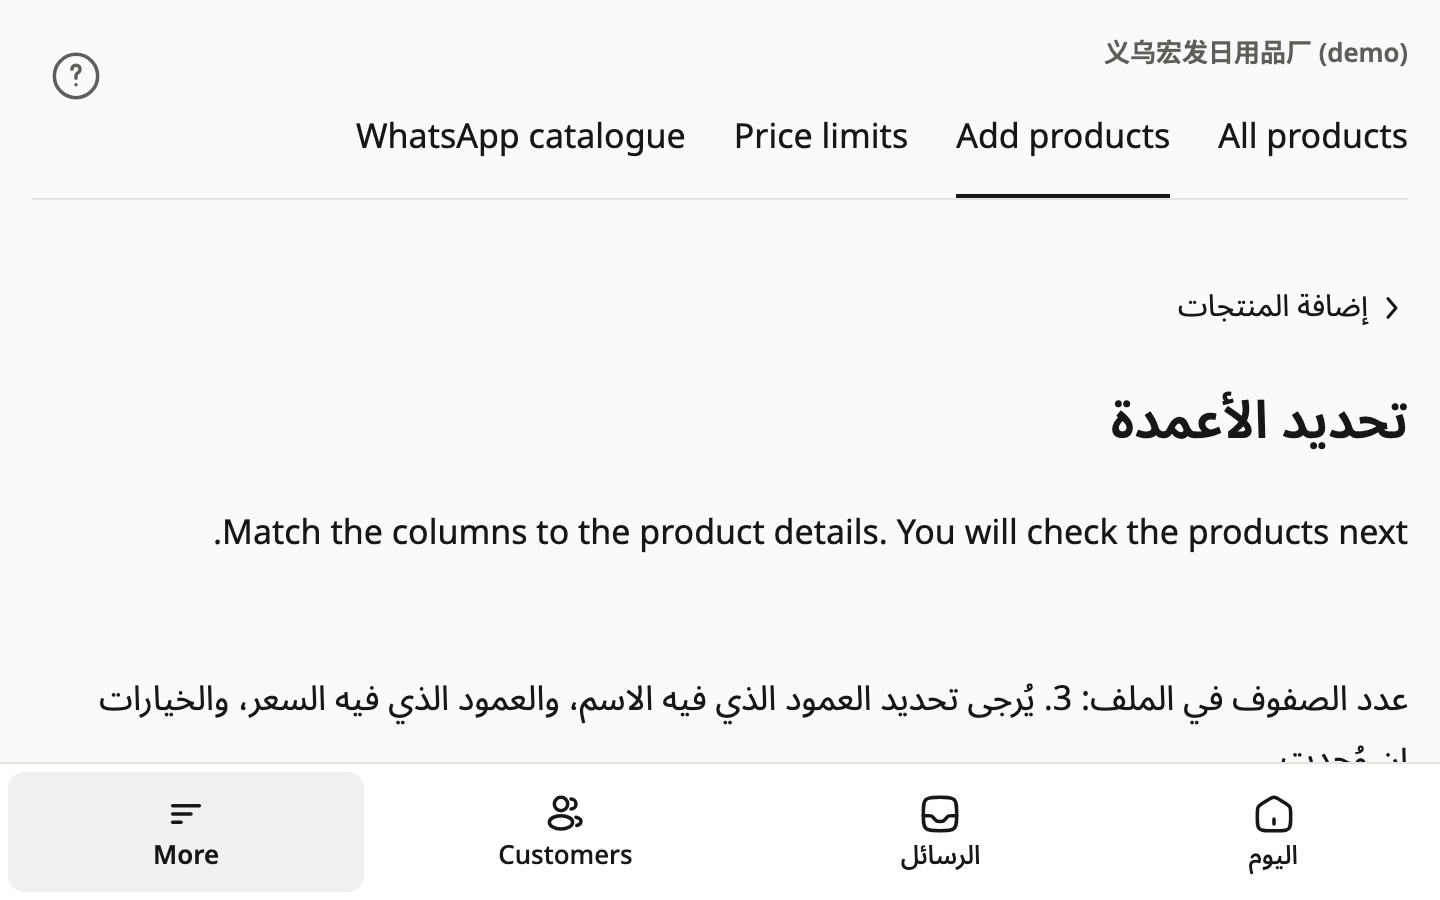 义乌宏发日用品厂 (demo)
?
All products
Add products
Price limits
WhatsApp catalogue
إضافة المنتجات
تحديد الأعمدة
Match the columns to the product details. You will check the products next.
عدد الصفوف في الملف: 3. يُرجى تحديد العمود الذي فيه الاسم، والعمود الذي فيه السعر، والخيارات
إن وُجدت
اليوم
الرسائل
Customers
More